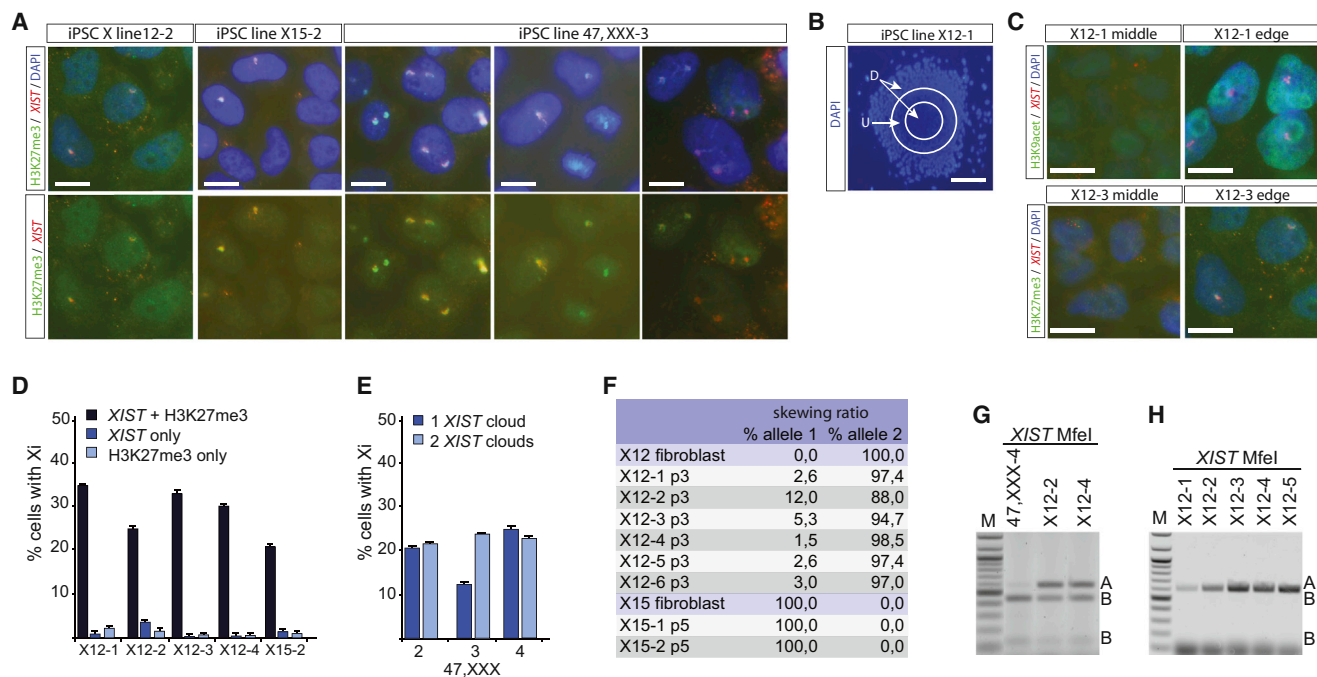 A
iPSC X line12-2
iPSC line X15-2
iPSC line 47,XXX-3
H3K27me3 / XIST / DAPI
H3K27me3 / XIST
B
iPSC line X12-1
DAPI
D
U
C
X12-1 middle
X12-1 edge
H3K9acet / XIST / DAPI
X12-3 middle
X12-3 edge
H3K27me3 / XIST / DAPI
D
XIST + H3K27me3
XIST only
H3K27me3 only
% cells with Xi
50
40
30
20
10
X12-1 X12-2 X12-3 X12-4 X15-2
E
1 XIST cloud
2 XIST clouds
% cells with Xi
50
40
30
20
10
2 3 4
47,XXX
F
skewing ratio
% allele 1 % allele 2
X12 fibroblast 0,0 100,0
X12-1 p3 2,6 97,4
X12-2 p3 12,0 88,0
X12-3 p3 5,3 94,7
X12-4 p3 1,5 98,5
X12-5 p3 2,6 97,4
X12-6 p3 3,0 97,0
X15 fibroblast 100,0 0,0
X15-1 p5 100,0 0,0
X15-2 p5 100,0 0,0
G
XIST MfeI
M 47,XXX-4 X12-2 X12-4
A
B
B
H
XIST MfeI
M X12-1 X12-2 X12-3 X12-4 X12-5
A
B
B